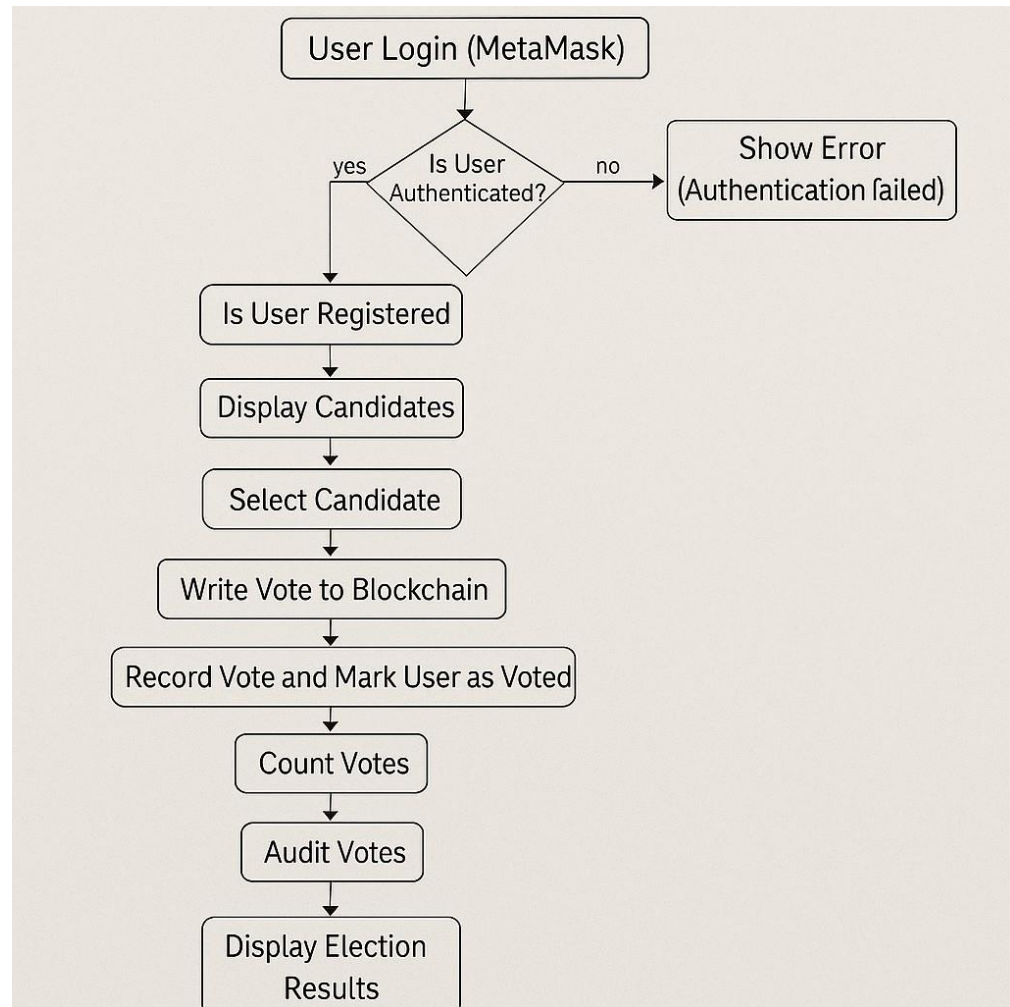 User Login (MetaMask)
Is User
Authenticated?
yes
no
Show Error
(Authentication failed)
Is User Registered
Display Candidates
Select Candidate
Write Vote to Blockchain
Record Vote and Mark User as Voted
Count Votes
Audit Votes
Display Election
Results